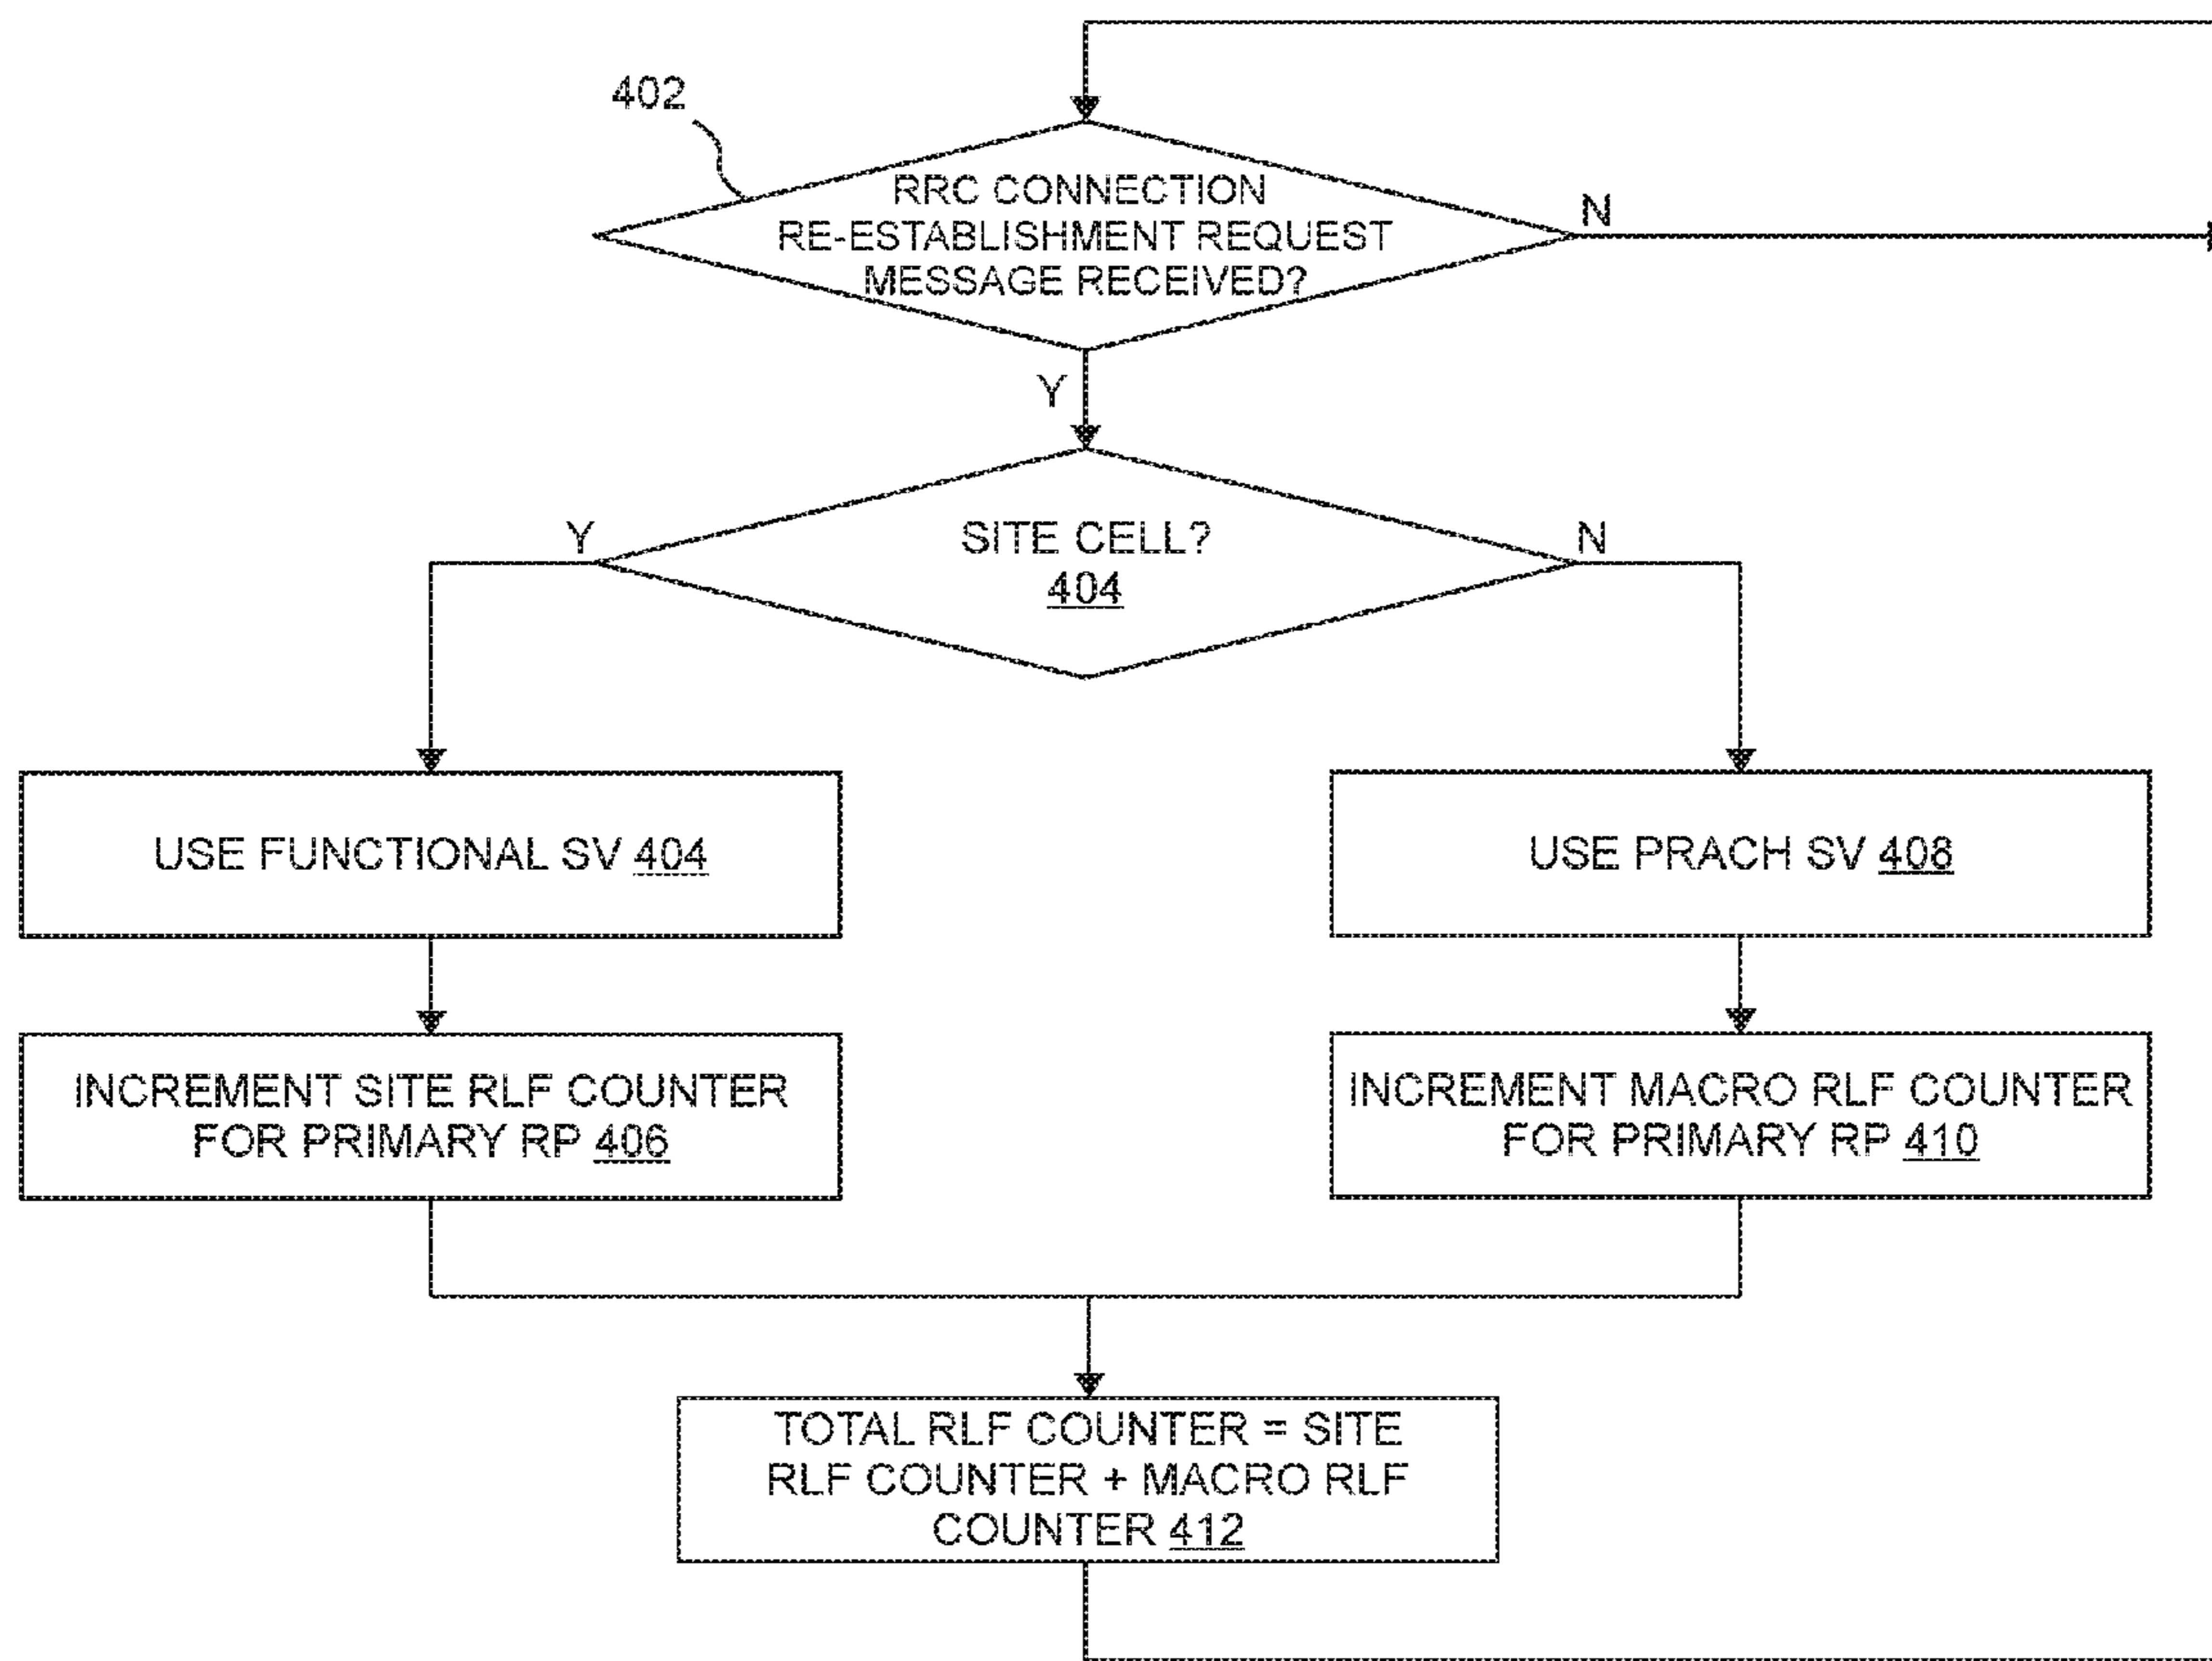 402
RRC CONNECTION
RE-ESTABLISHMENT REQUEST
MESSAGE RECEIVED?
N
Y
SITE CELL?
404
Y
N
USE FUNCTIONAL SV 404
USE PRACH SV 408
INCREMENT SITE RLF COUNTER
FOR PRIMARY RP 406
INCREMENT MACRO RLF COUNTER
FOR PRIMARY RP 410
TOTAL RLF COUNTER = SITE
RLF COUNTER + MACRO RLF
COUNTER 412